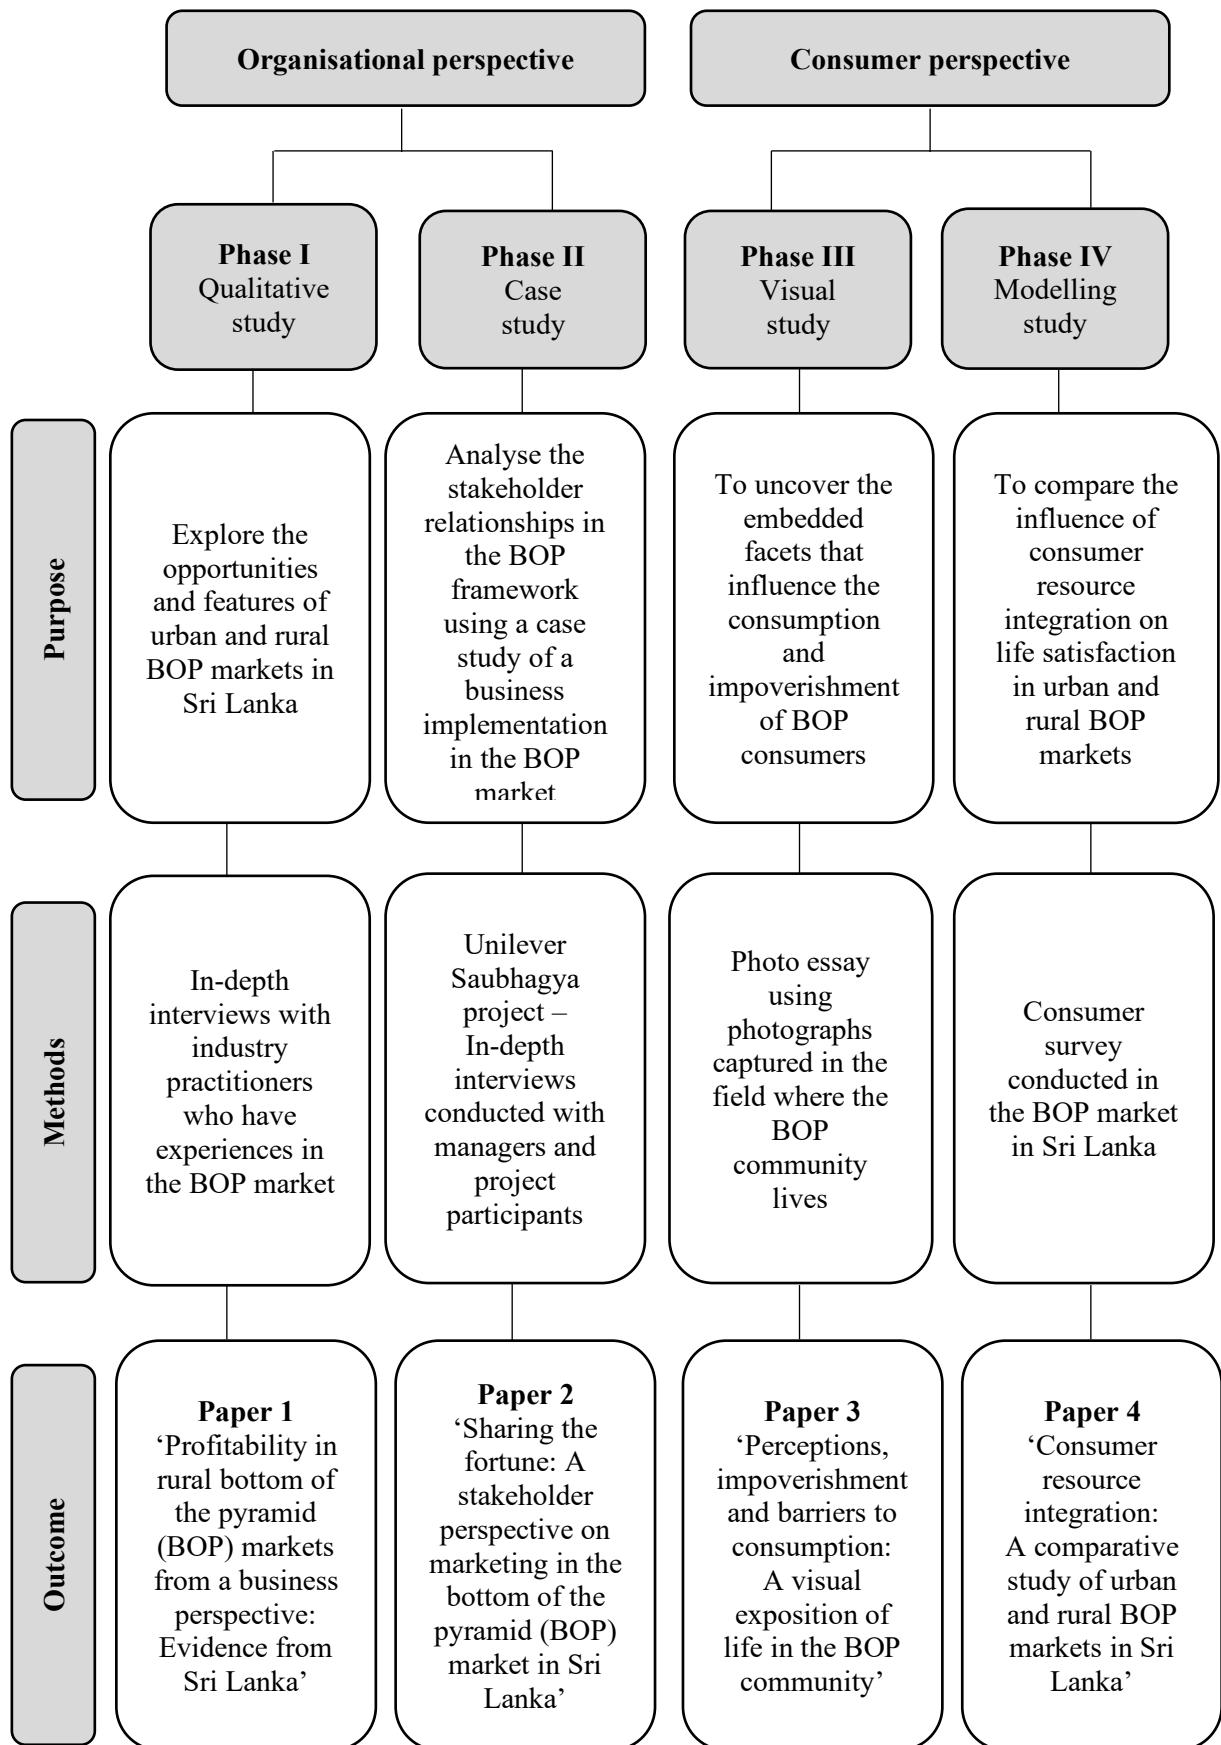 Organisational perspective
Consumer perspective
Phase I
Qualitative
study
Phase II
Case
study
Phase III
Visual
study
Phase IV
Modelling
study
Purpose
Explore the
opportunities
and features of
urban and rural
BOP markets in
Sri Lanka
Analyse the
stakeholder
relationships in
the BOP
framework
using a case
study of a
business
implementation
in the BOP
market
To uncover the
embedded
facets that
influence the
consumption
and
impoverishment
of BOP
consumers
To compare the
influence of
consumer
resource
integration on
life satisfaction
in urban and
rural BOP
markets
Methods
In-depth
interviews with
industry
practitioners
who have
experiences in
the BOP market
Unilever
Saubhagya
project –
In-depth
interviews
conducted with
managers and
project
participants
Photo essay
using
photographs
captured in the
field where the
BOP
community
lives
Consumer
survey
conducted in
the BOP market
in Sri Lanka
Outcome
Paper 1
‘Profitability in
rural bottom of
the pyramid
(BOP) markets
from a business
perspective:
Evidence from
Sri Lanka’
Paper 2
‘Sharing the
fortune: A
stakeholder
perspective on
marketing in the
bottom of the
pyramid (BOP)
market in Sri
Lanka’
Paper 3
‘Perceptions,
impoverishment
and barriers to
consumption:
A visual
exposition of
life in the BOP
community’
Paper 4
‘Consumer
resource
integration:
A comparative
study of urban
and rural BOP
markets in Sri
Lanka’